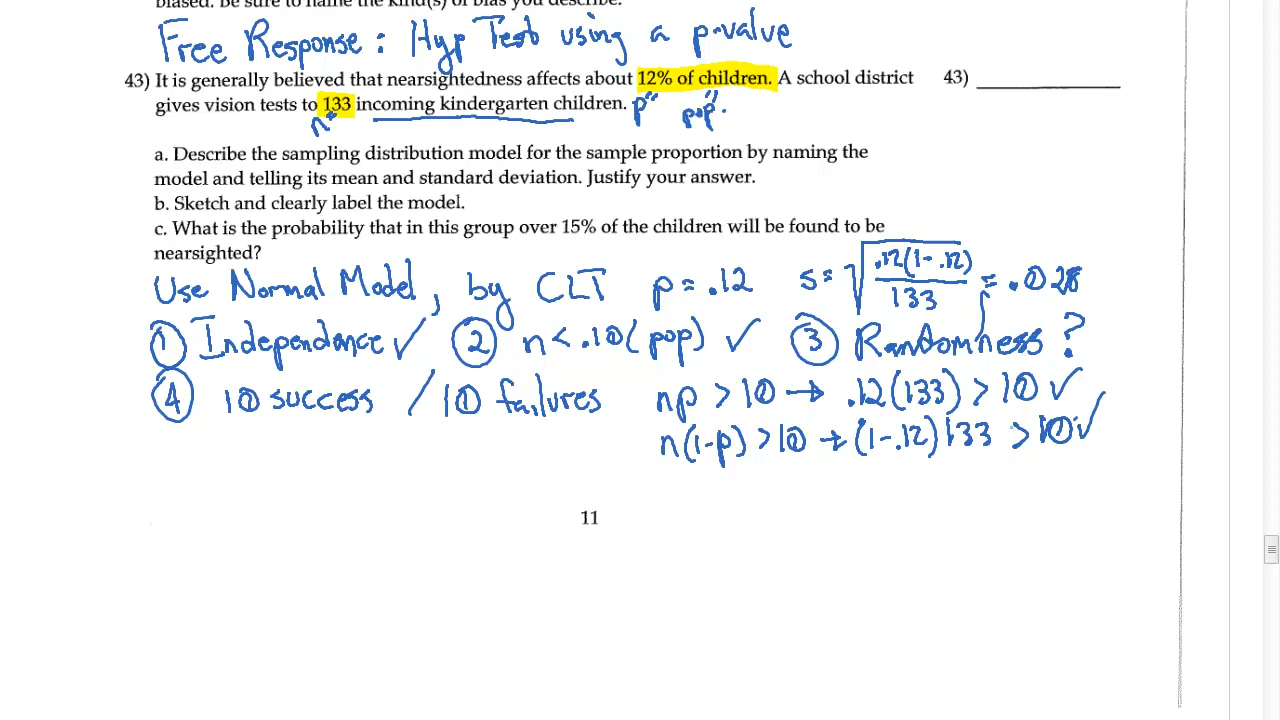 biased. Be sure to name the kind(s) of bias you describe.
Free Response: Hyp Test using a p-value
43) It is generally believed that nearsightedness affects about 12% of children. A school district 43)
gives vision tests to 133 incoming kindergarten children. "p" "pop".
"n"
a. Describe the sampling distribution model for the sample proportion by naming the
model and telling its mean and standard deviation. Justify your answer.
b. Sketch and clearly label the model.
c. What is the probability that in this group over 15% of the children will be found to be
nearsighted?
Use Normal Model, by CLT p = .12 s = √(.12(1-.12)/133) = .028
① Independence ✓ ② n < .10(pop) ✓ ③ Randomness?
④ 10 success / 10 failures np > 10 → .12(133) > 10 ✓
n(1-p) > 10 → (1-.12)133 > 10 ✓
11